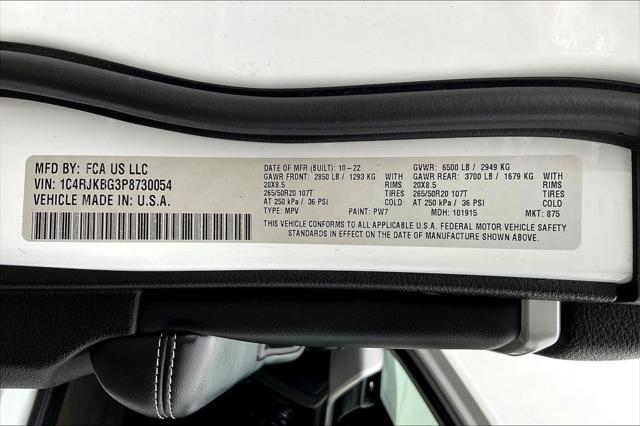 MFD BY: FCA US LLC
VIN: 1C4RJKBG3P8730054
VEHICLE MADE IN: U.S.A.
DATE OF MFR (BUILT): 10-22 GVWR: 6500 LB / 2949 KG
GAWR FRONT: 2850 LB / 1293 KG WITH GAWR REAR: 3700 LB / 1679 KG WITH
20X8.5 RIMS 20X8.5 RIMS
265/50R20 107T TIRES 265/50R20 107T TIRES
AT 250 kPa / 36 PSI COLD AT 250 kPa / 36 PSI COLD
TYPE: MPV PAINT: PW7 MDH: 101915 MKT: 875
THIS VEHICLE CONFORMS TO ALL APPLICABLE U.S.A. FEDERAL MOTOR VEHICLE SAFETY
STANDARDS IN EFFECT ON THE DATE OF MANUFACTURE SHOWN ABOVE.